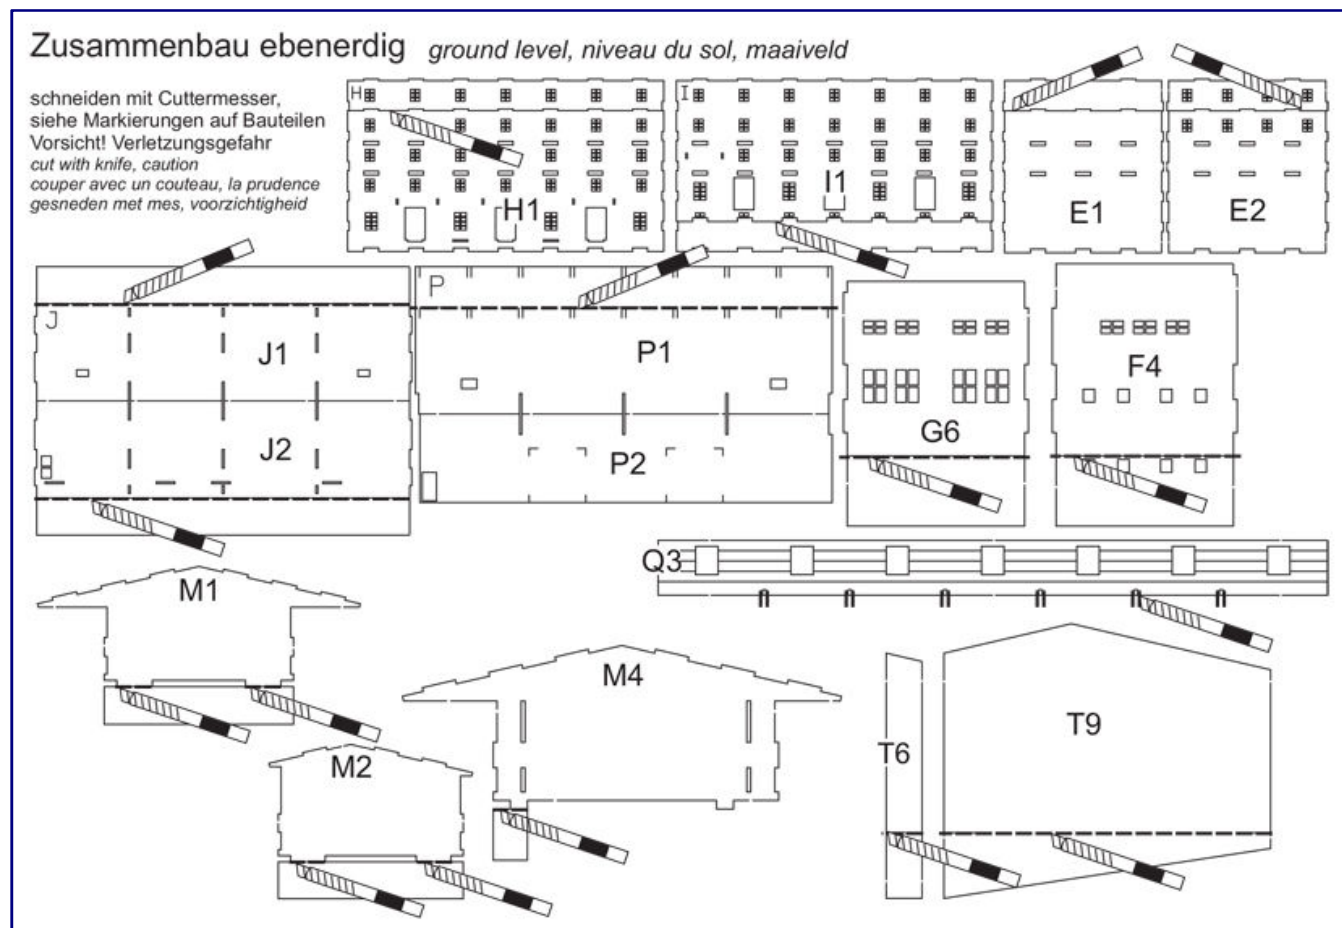 Zusammenbau ebenerdig ground level, niveau du sol, maaiveld
schneiden mit Cuttermesser,
siehe Markierungen auf Bauteilen
Vorsicht! Verletzungsgefahr
cut with knife, caution
couper avec un couteau, la prudence
gesneden met mes, voorzichtigheid
H
H1
I
I1
E1
E2
J
J1
J2
P
P1
P2
G6
F4
Q3
M1
M2
M4
T6
T9